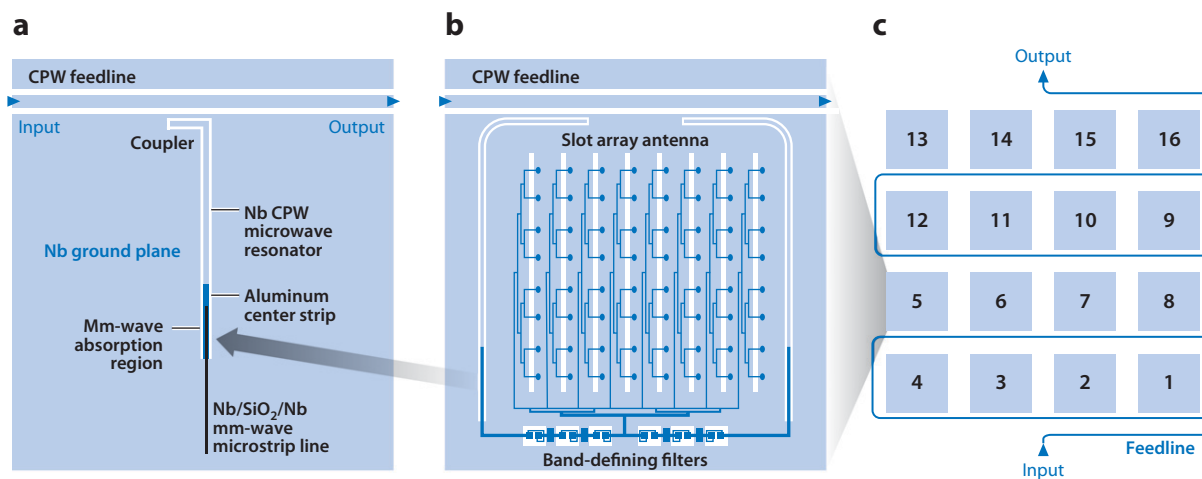 a
CPW feedline
Input
Output
Coupler
Nb CPW
microwave
resonator
Nb ground plane
Aluminum
center strip
Mm-wave
absorption
region
Nb/SiO₂/Nb
mm-wave
microstrip line
b
CPW feedline
Slot array antenna
Band-defining filters
c
Output
13 14 15 16
12 11 10 9
5 6 7 8
4 3 2 1
Feedline
Input